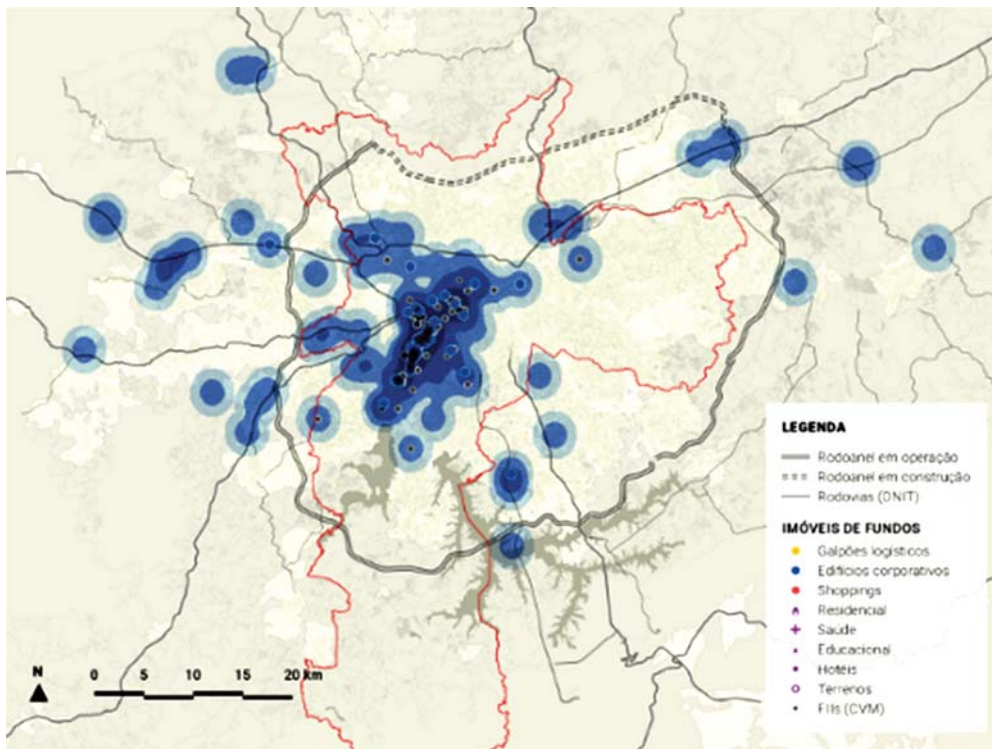 LEGENDA
Rodoanel em operação
Rodoanel em construção
Rodovias (DNIT)
IMÓVEIS DE FUNDOS
Galpões logísticos
Edifícios corporativos
Shoppings
Residencial
Saúde
Educacional
Hotéis
Terrenos
FIIs (CVM)
N
0 5 10 15 20 km